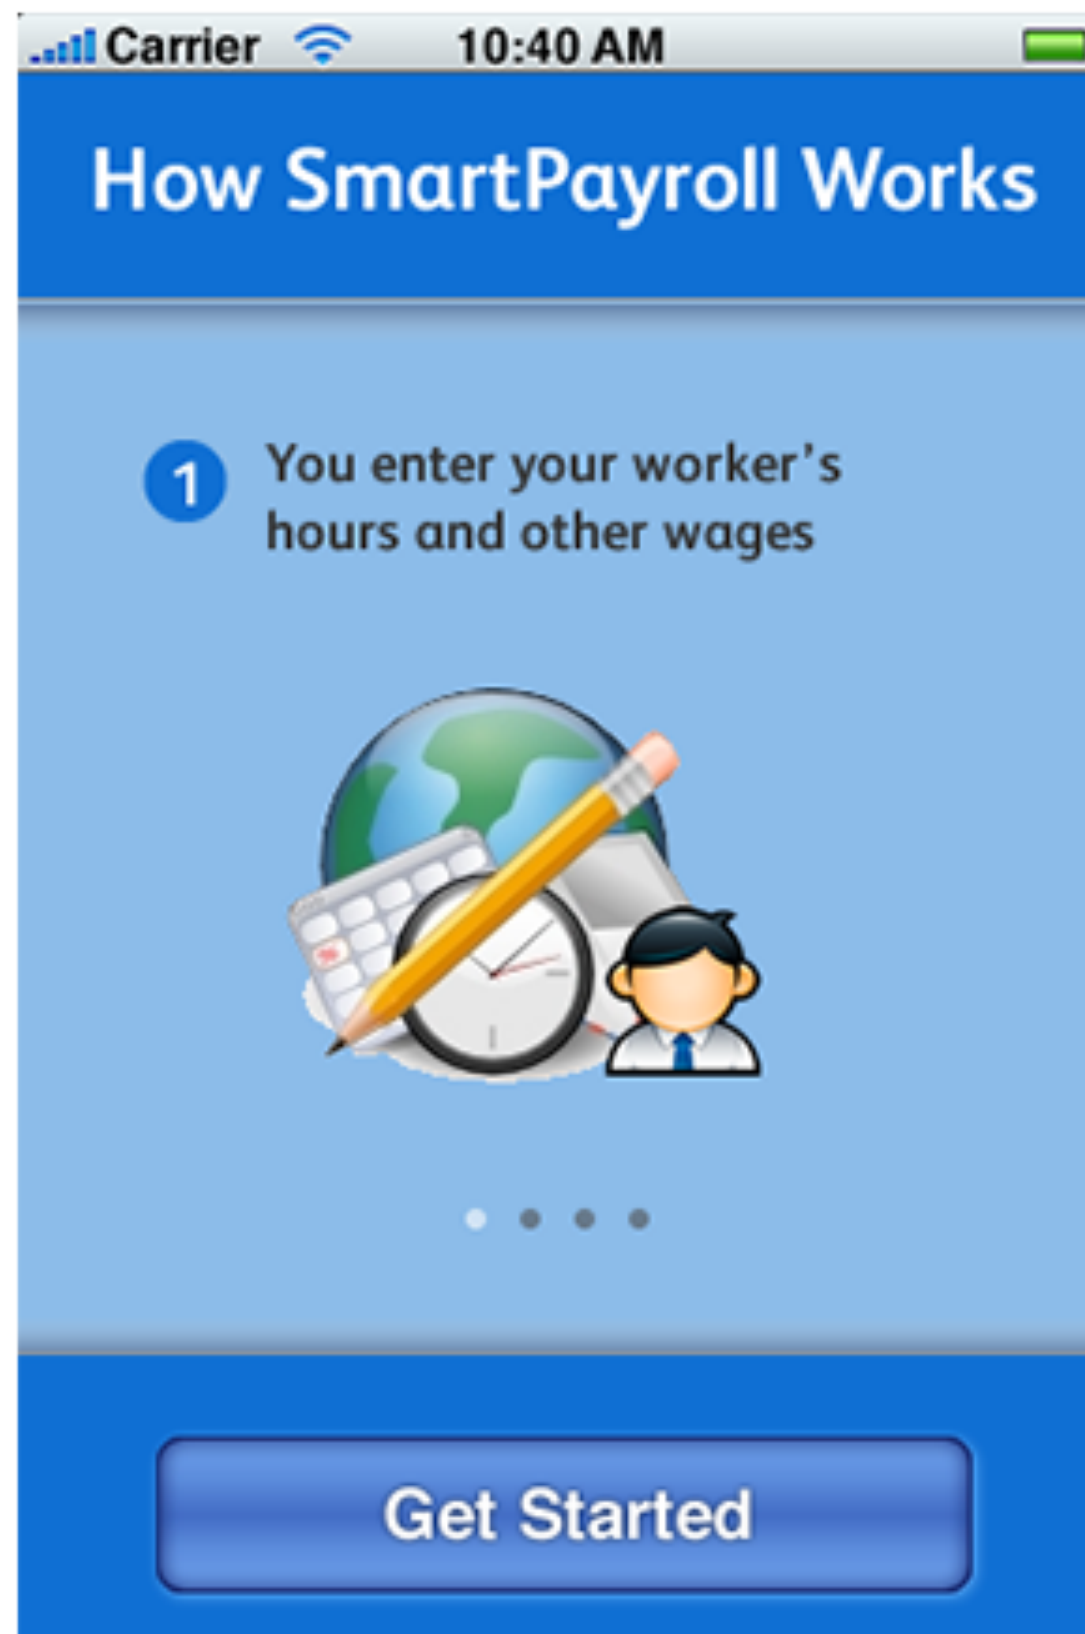 Carrier 10:40 AM
How SmartPayroll Works
1 You enter your worker's
hours and other wages
Get Started